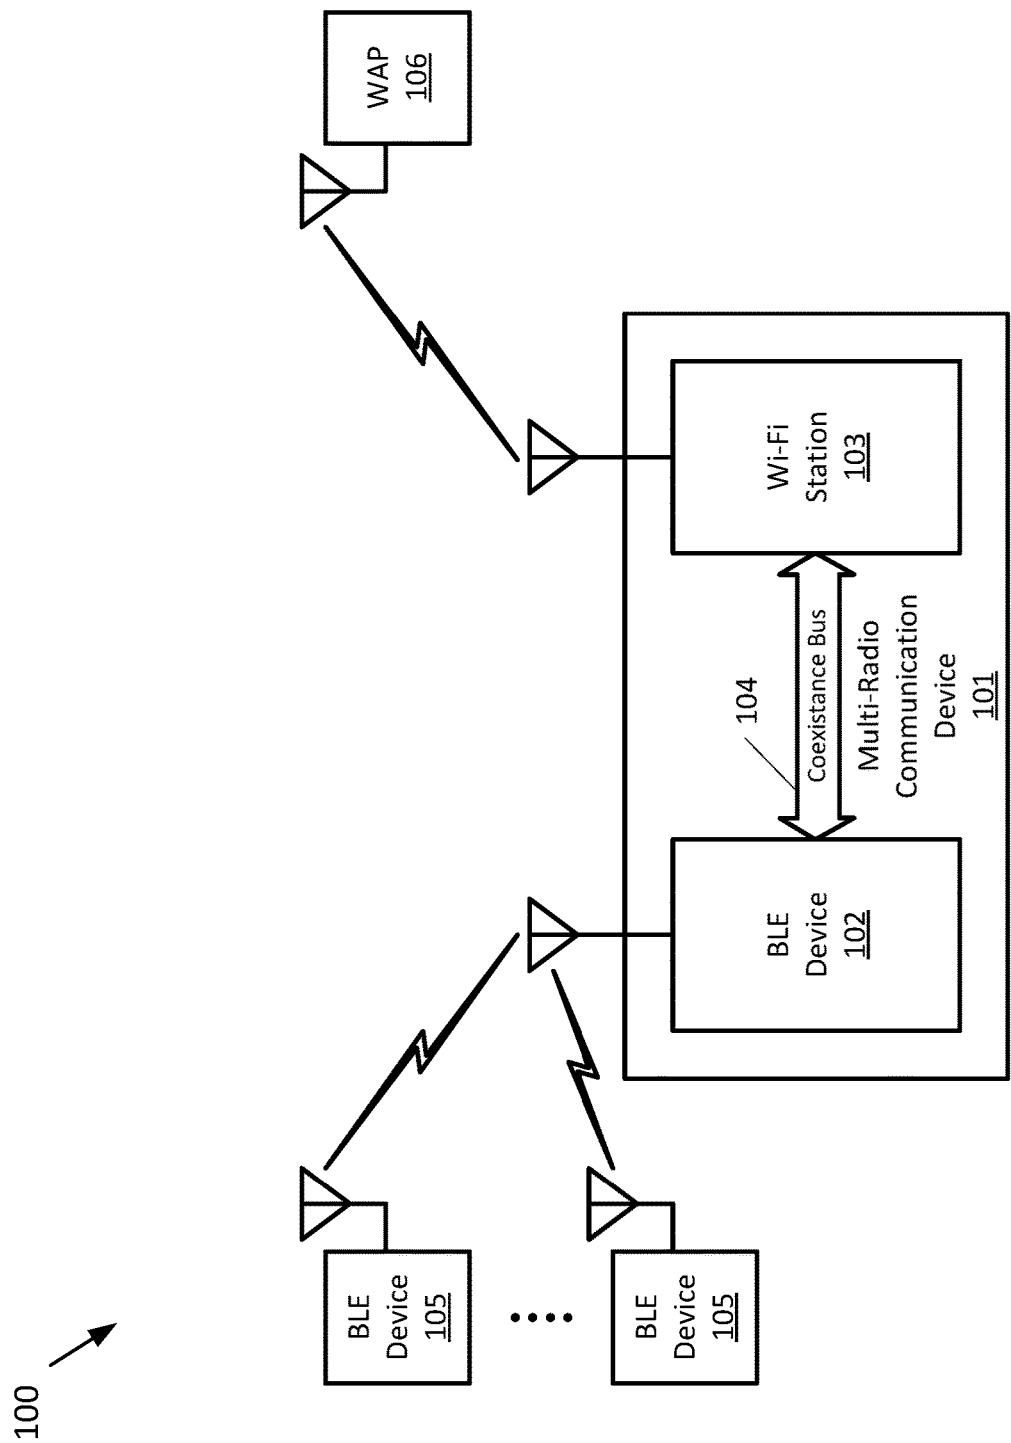 100
BLE
Device
105
WAP
106
BLE
Device
105
104
BLE
Device
102
Coexistance Bus
Wi-Fi
Station
103
Multi-Radio
Communication
Device
101